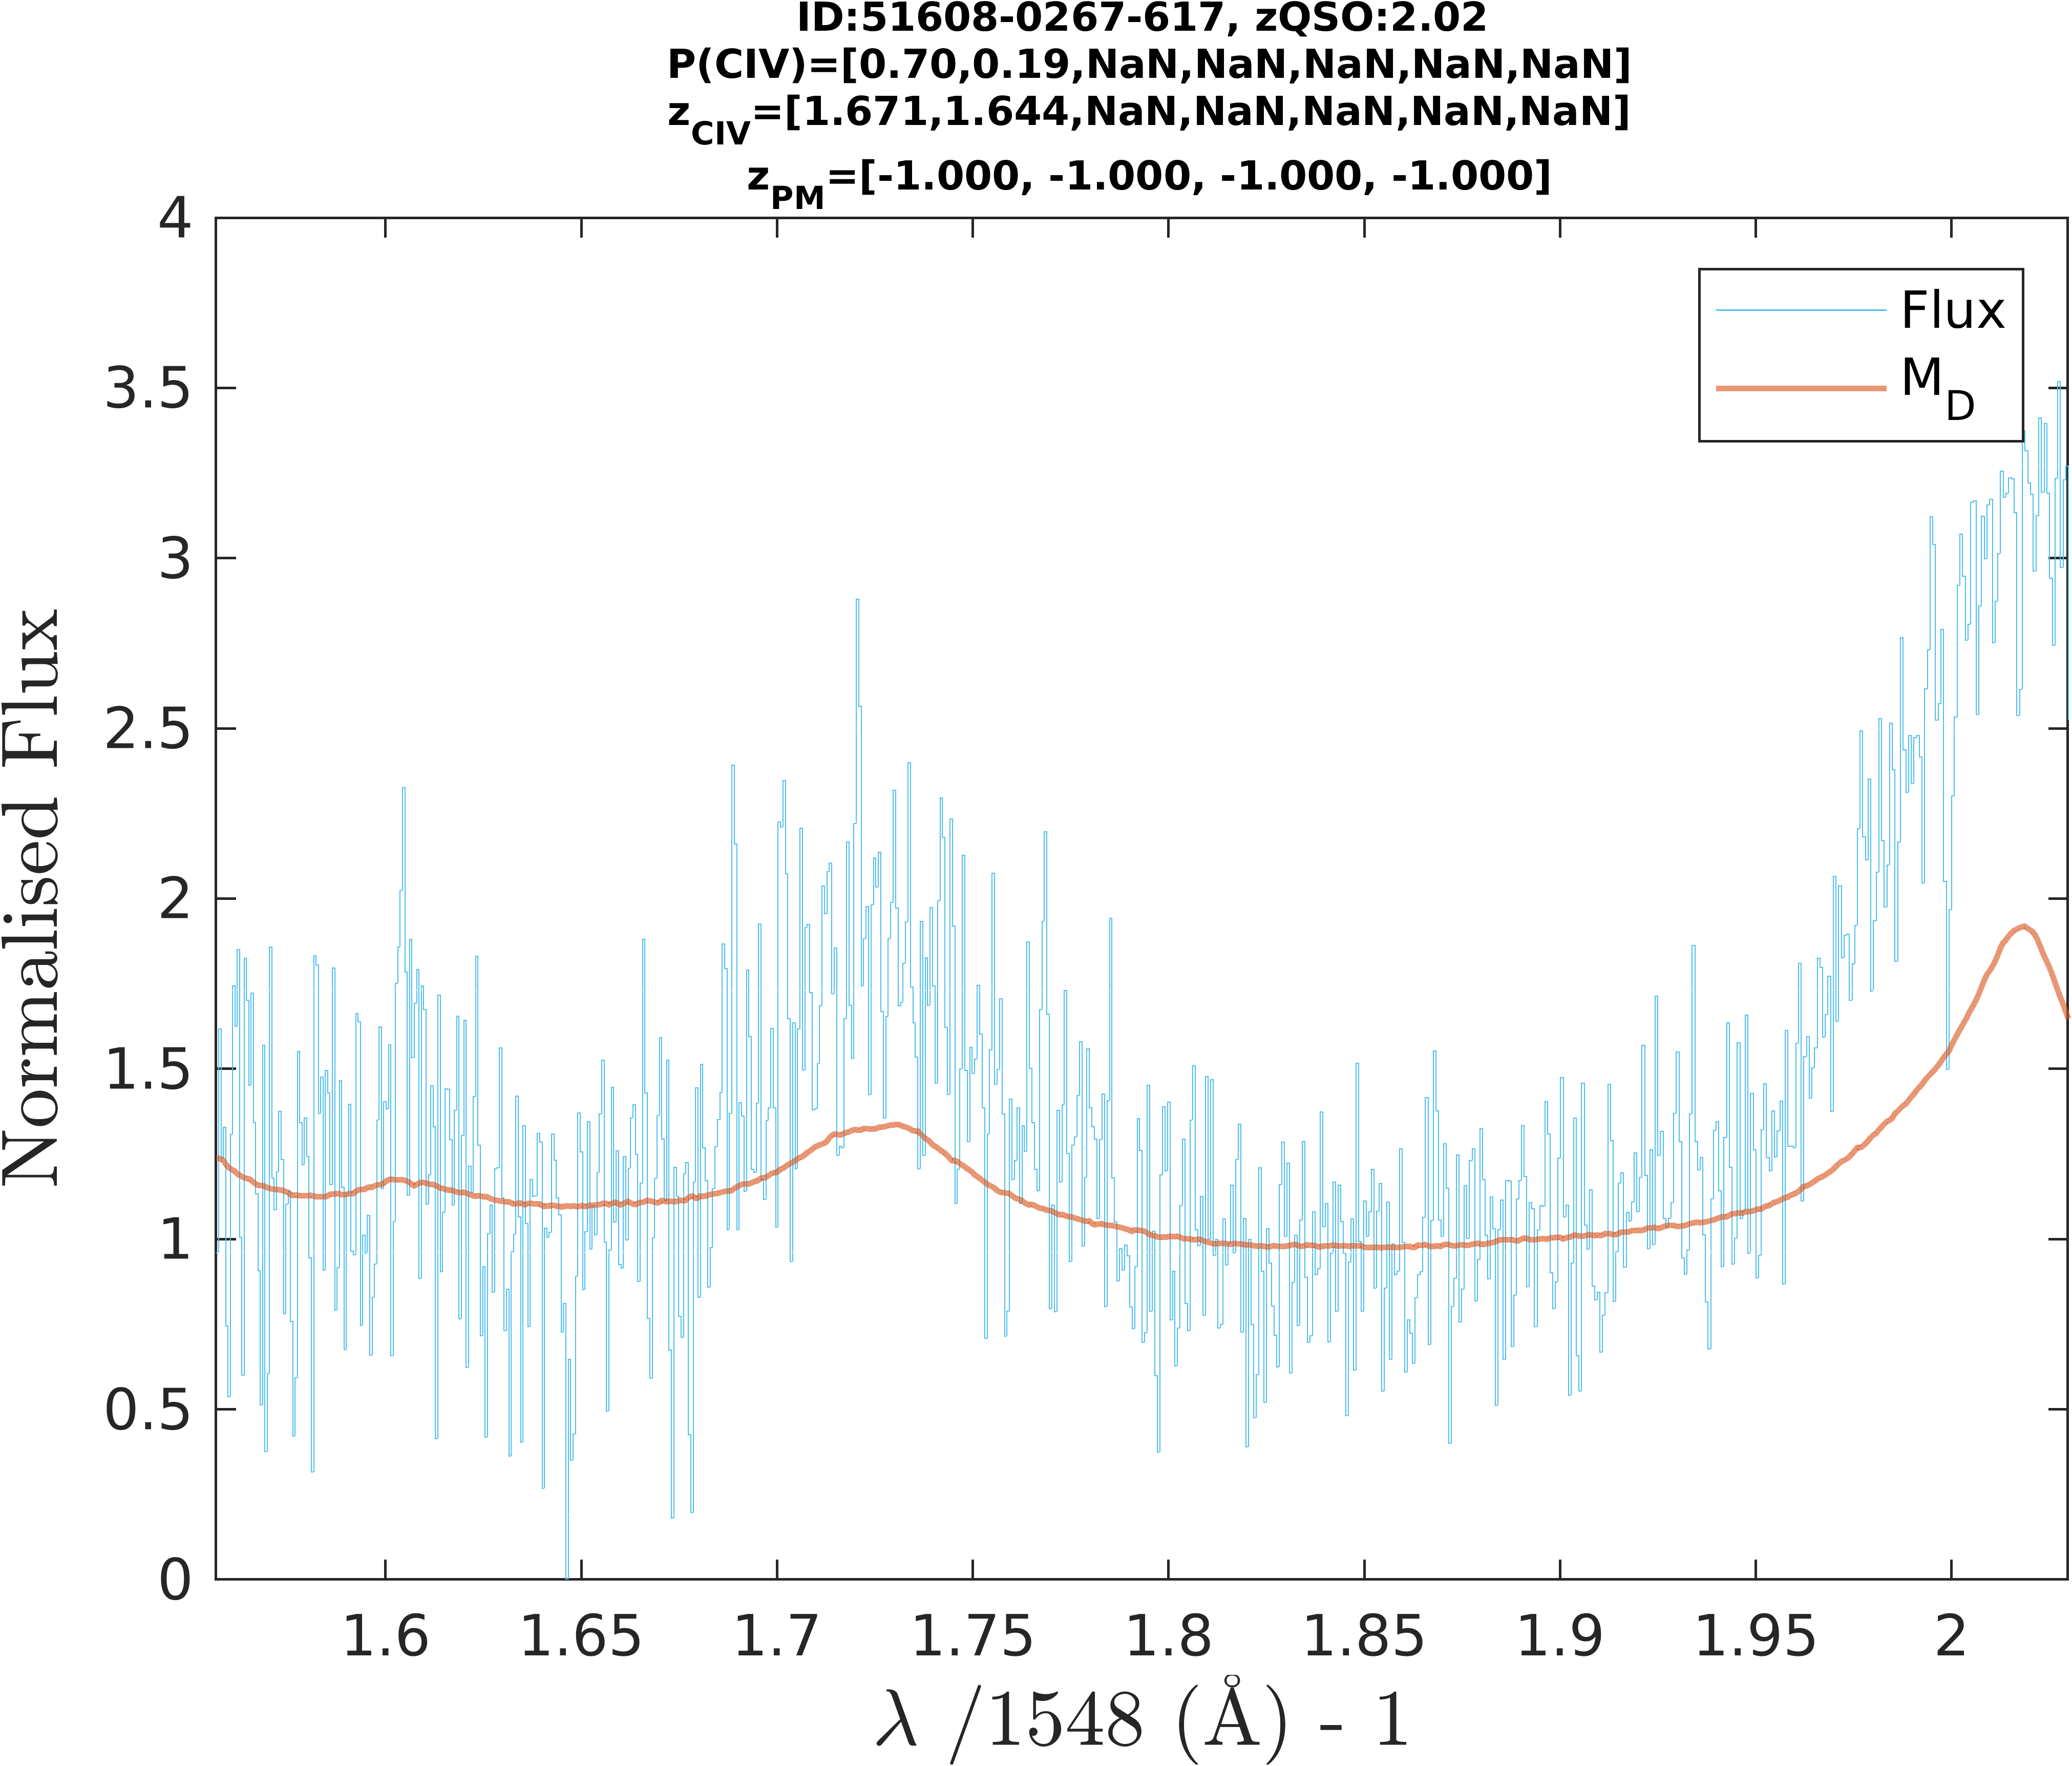 ID:51608-0267-617, zQSO:2.02
P(CIV)=[0.70,0.19,NaN,NaN,NaN,NaN,NaN]
zCIV=[1.671,1.644,NaN,NaN,NaN,NaN,NaN]
zPM=[-1.000, -1.000, -1.000, -1.000]
Flux
MD
4
3.5
3
2.5
2
1.5
1
0.5
0
Normalised Flux
1.6 1.65 1.7 1.75 1.8 1.85 1.9 1.95 2
λ /1548 (Å) - 1